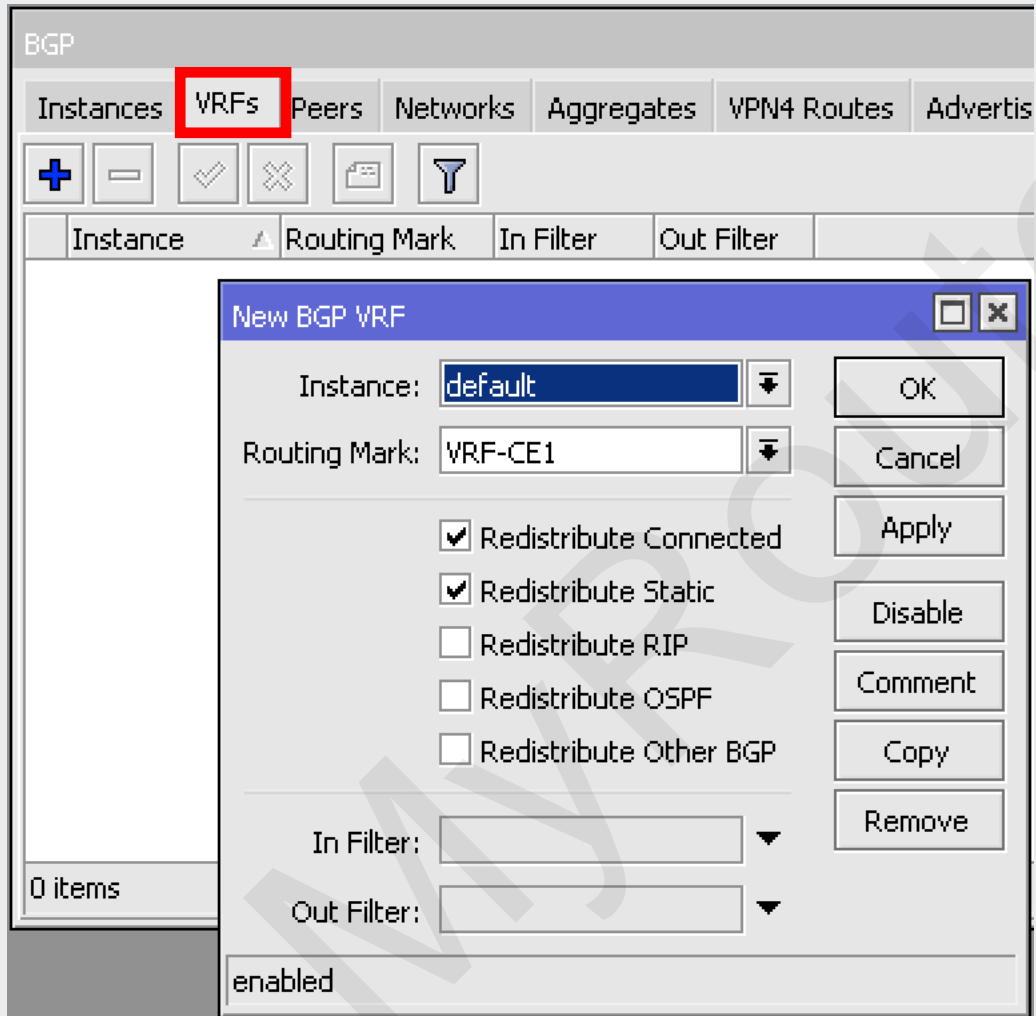 BGP
Instances VRFs Peers Networks Aggregates VPN4 Routes Advertis
Instance Routing Mark In Filter Out Filter
New BGP VRF
Instance: default
OK
Routing Mark: VRF-CE1
Cancel
Redistribute Connected
Apply
Redistribute Static
Disable
Redistribute RIP
Redistribute OSPF
Comment
Redistribute Other BGP
Copy
In Filter:
Remove
0 items
Out Filter:
enabled
MyRoute